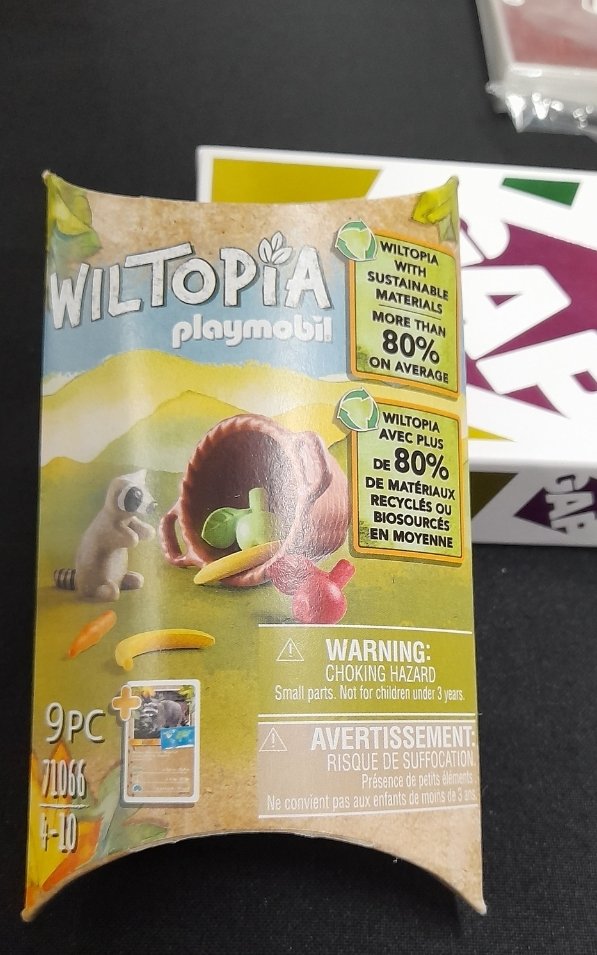 WILTOPIA
playmobil
WILTOPIA
WITH
SUSTAINABLE
MATERIALS
MORE THAN
80%
ON AVERAGE
WILTOPIA
AVEC PLUS
DE 80%
DE MATÉRIAUX
RECYCLÉS OU
BIOSOURCÉS
EN MOYENNE
WARNING:
CHOKING HAZARD
Small parts. Not for children under 3 years.
AVERTISSEMENT:
RISQUE DE SUFFOCATION
Présence de petits éléments.
Ne convient pas aux enfants de moins de 3 ans
9PC
71066
4-10
GAP
GAP